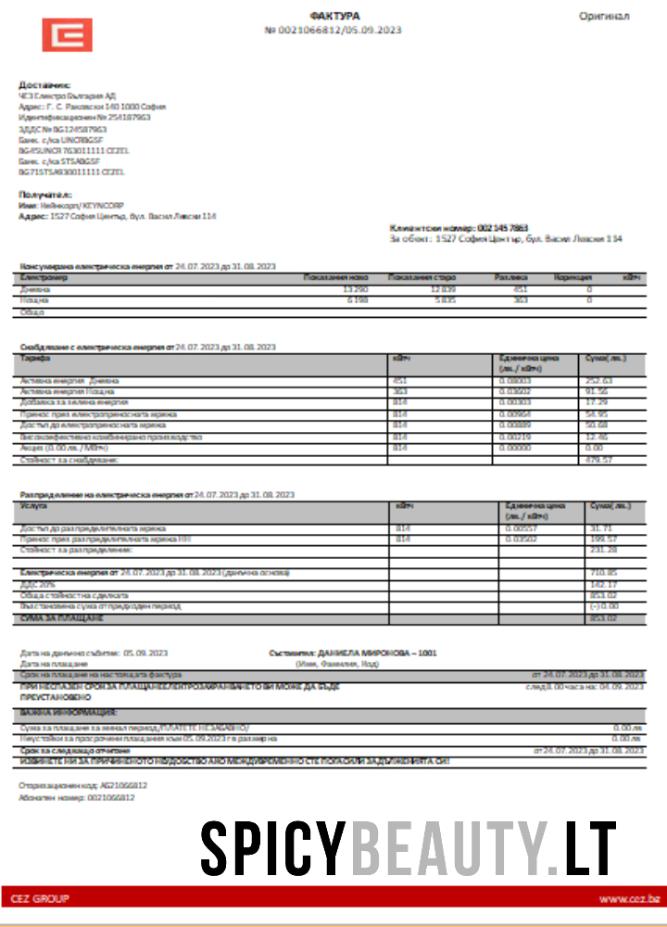 ФАКТУРА
Оригинал
№ 0021066812/05.09.2023
Доставчик:
ЧЕЗ Електро България АД
Адрес: Г. С. Раковски 140 1000 София
Идентификационен № 254187963
ЗДДС № BG124587963
Банк. с/ка UNCRBGSF
BG45UNCR 763011111 CEZEL
Банк. с/ка STSABGSF
BG71STSA930011111 CEZEL
Получател:
Име: Кейнкорп/ KEYNCORP
Адрес: 1527 София Център, бул. Васил Левски 114
Клиентски номер: 002 145 7863
За обект: 1527 София Център, бул. Васил Левски 114
Консумирана електрическа енергия от 24.07.2023 до 31.08.2023
Електромер Показания ново Показания старо Разлика Корекция кВтч
Дневна 13 290 12 839 451 0
Нощна 6 198 5 835 363 0
Общо
Снабдяване с електрическа енергия от 24.07.2023 до 31.08.2023
Тарифа кВтч Единична цена (лв./ кВтч) Сума( лв.)
Активна енергия Дневна 451 0.08003 252.63
Активна енергия Нощна 363 0.03602 91.56
Добавка за зелена енергия 814 0.00303 17.29
Пренос през електропреносната мрежа 814 0.00964 54.95
Достъп до електропреносната мрежа 814 0.00889 50.68
Високоефективно комбинирано производство 814 0.00219 12.46
Акциз (0.00 лв./ МВтч) 814 0.00000 0.00
Стойност за снабдяване: 479.57
Разпределение на електрическа енергия от 24.07.2023 до 31.08.2023
Услуга кВтч Единична цена (лв./ кВтч) Сума( лв.)
Достъп до разпределителната мрежа 814 0.00557 31.71
Пренос през разпределителната мрежа НН 814 0.03502 199.57
Стойност за разпределение: 231.28
Електрическа енергия от 24.07.2023 до 31.08.2023 (данъчна основа) 710.85
ДДС 20% 142.17
Обща стойност на сделката 853.02
Възстановена сума от предходен период (-) 0.00
СУМА ЗА ПЛАЩАНЕ 853.02
Дата на данъчно събитие: 05.09.2023 Съставител: ДАНИЕЛА МИРОНОВА – 1001
Дата на плащане (Име, Фамилия, Код)
Срок на плащане на настоящата фактура от 24.07.2023 до 31.08.2023
ПРИ НЕСПАЗЕН СРОК ЗА ПЛАЩАНЕ ЕЛЕКТРОЗАХРАНВАНЕТО ВИ МОЖЕ ДА БЪДЕ след 8.00 часа на: 04.09.2023
ПРЕУСТАНОВЕНО
ВАЖНА ИНФОРМАЦИЯ:
Сума за плащане за минал период/ПЛАТЕТЕ НЕЗАБАВНО/ 0.00 лв
Неустойки за просрочени плащания към 05.09.2023 г в размер на 0.00 лв.
Срок за следващо отчитане от 24.07.2023 до 31.08.2023
ИЗВИНЕТЕ НИ ЗА ПРИЧИНЕНОТО НЕУДОБСТВО АКО МЕЖДУВРЕМЕННО СТЕ ПОГАСИЛИ ЗАДЪЛЖЕНИЯТА СИ!
Оторизационен код: AG21066812
Абонатен номер: 0021066812
SPICYBEAUTY.LT
CEZ GROUP
www.cez.bg